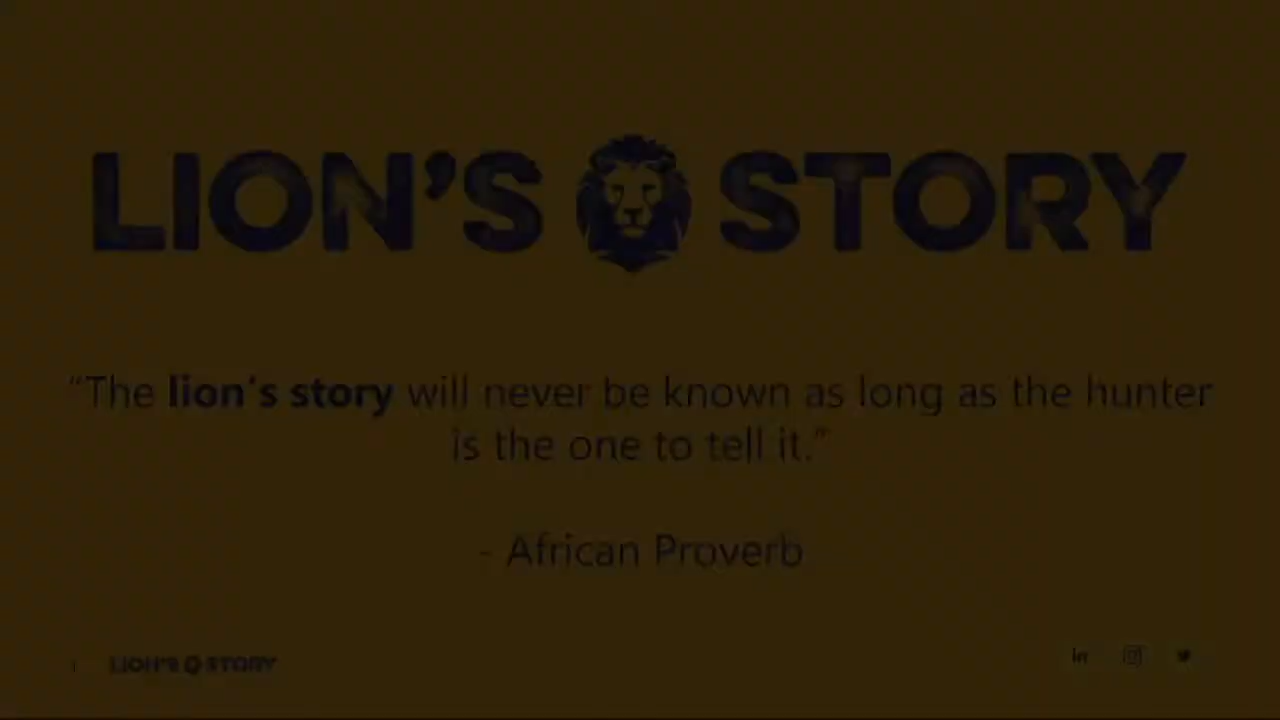 LION'S STORY
“The lion's story will never be known as long as the hunter
is the one to tell it.”
- African Proverb
LION'S STORY
in